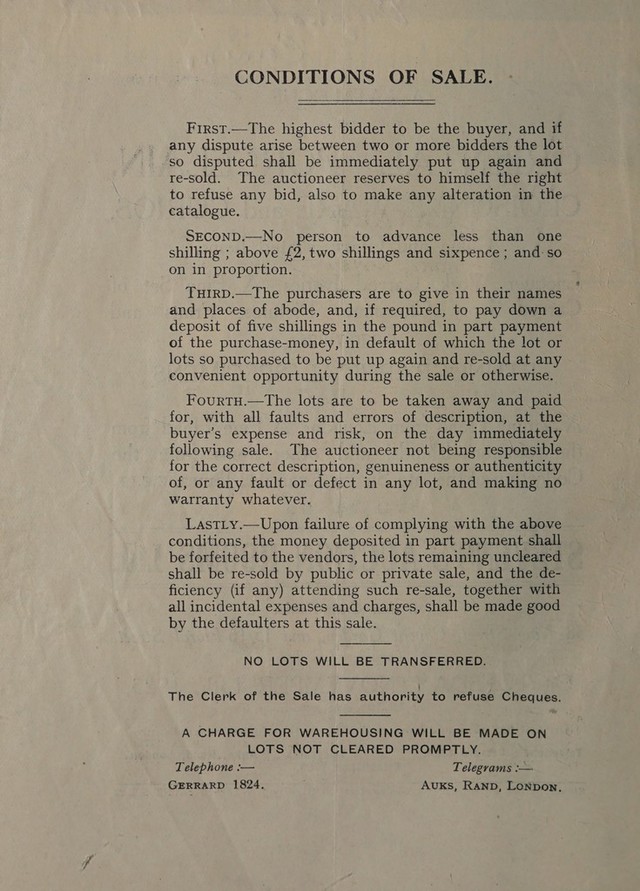 CONDITIONS OF SALE.
FIRST.—The highest bidder to be the buyer, and if
any dispute arise between two or more bidders the lot
so disputed shall be immediately put up again and
re-sold. The auctioneer reserves to himself the right
to refuse any bid, also to make any alteration in the
catalogue.
SECOND.—No person to advance less than one
shilling ; above £2, two shillings and sixpence ; and so
on in proportion.
THIRD.—The purchasers are to give in their names
and places of abode, and, if required, to pay down a
deposit of five shillings in the pound in part payment
of the purchase-money, in default of which the lot or
lots so purchased to be put up again and re-sold at any
convenient opportunity during the sale or otherwise.
FOURTH.—The lots are to be taken away and paid
for, with all faults and errors of description, at the
buyer's expense and risk, on the day immediately
following sale. The auctioneer not being responsible
for the correct description, genuineness or authenticity
of, or any fault or defect in any lot, and making no
warranty whatever.
LASTLY.—Upon failure of complying with the above
conditions, the money deposited in part payment shall
be forfeited to the vendors, the lots remaining uncleared
shall be re-sold by public or private sale, and the de-
ficiency (if any) attending such re-sale, together with
all incidental expenses and charges, shall be made good
by the defaulters at this sale.
NO LOTS WILL BE TRANSFERRED.
The Clerk of the Sale has authority to refuse Cheques.
A CHARGE FOR WAREHOUSING WILL BE MADE ON
LOTS NOT CLEARED PROMPTLY.
Telephone :— Telegrams :—
GERRARD 1824. AUKS, RAND, LONDON.